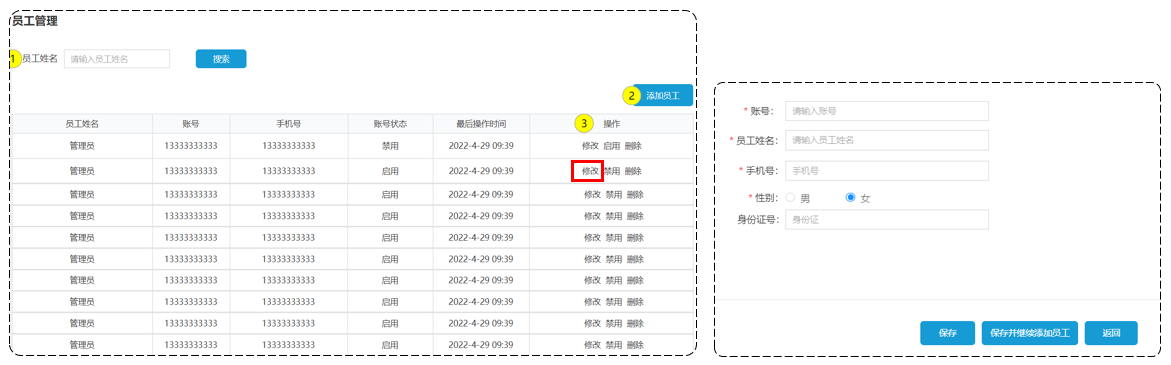 员工管理
1 员工姓名 请输入员工姓名 搜索
2 添加员工
员工姓名 账号 手机号 账号状态 最后操作时间 3 操作
管理员 13333333333 13333333333 禁用 2022-4-29 09:39 修改 启用 删除
管理员 13333333333 13333333333 启用 2022-4-29 09:39 修改 禁用 删除
管理员 13333333333 13333333333 启用 2022-4-29 09:39 修改 禁用 删除
管理员 13333333333 13333333333 启用 2022-4-29 09:39 修改 禁用 删除
管理员 13333333333 13333333333 启用 2022-4-29 09:39 修改 禁用 删除
管理员 13333333333 13333333333 启用 2022-4-29 09:39 修改 禁用 删除
管理员 13333333333 13333333333 启用 2022-4-29 09:39 修改 禁用 删除
管理员 13333333333 13333333333 启用 2022-4-29 09:39 修改 禁用 删除
管理员 13333333333 13333333333 启用 2022-4-29 09:39 修改 禁用 删除
管理员 13333333333 13333333333 启用 2022-4-29 09:39 修改 禁用 删除
* 账号: 请输入账号
* 员工姓名: 请输入员工姓名
* 手机号: 手机号
* 性别: 男 女
身份证号: 身份证
保存 保存并继续添加员工 返回